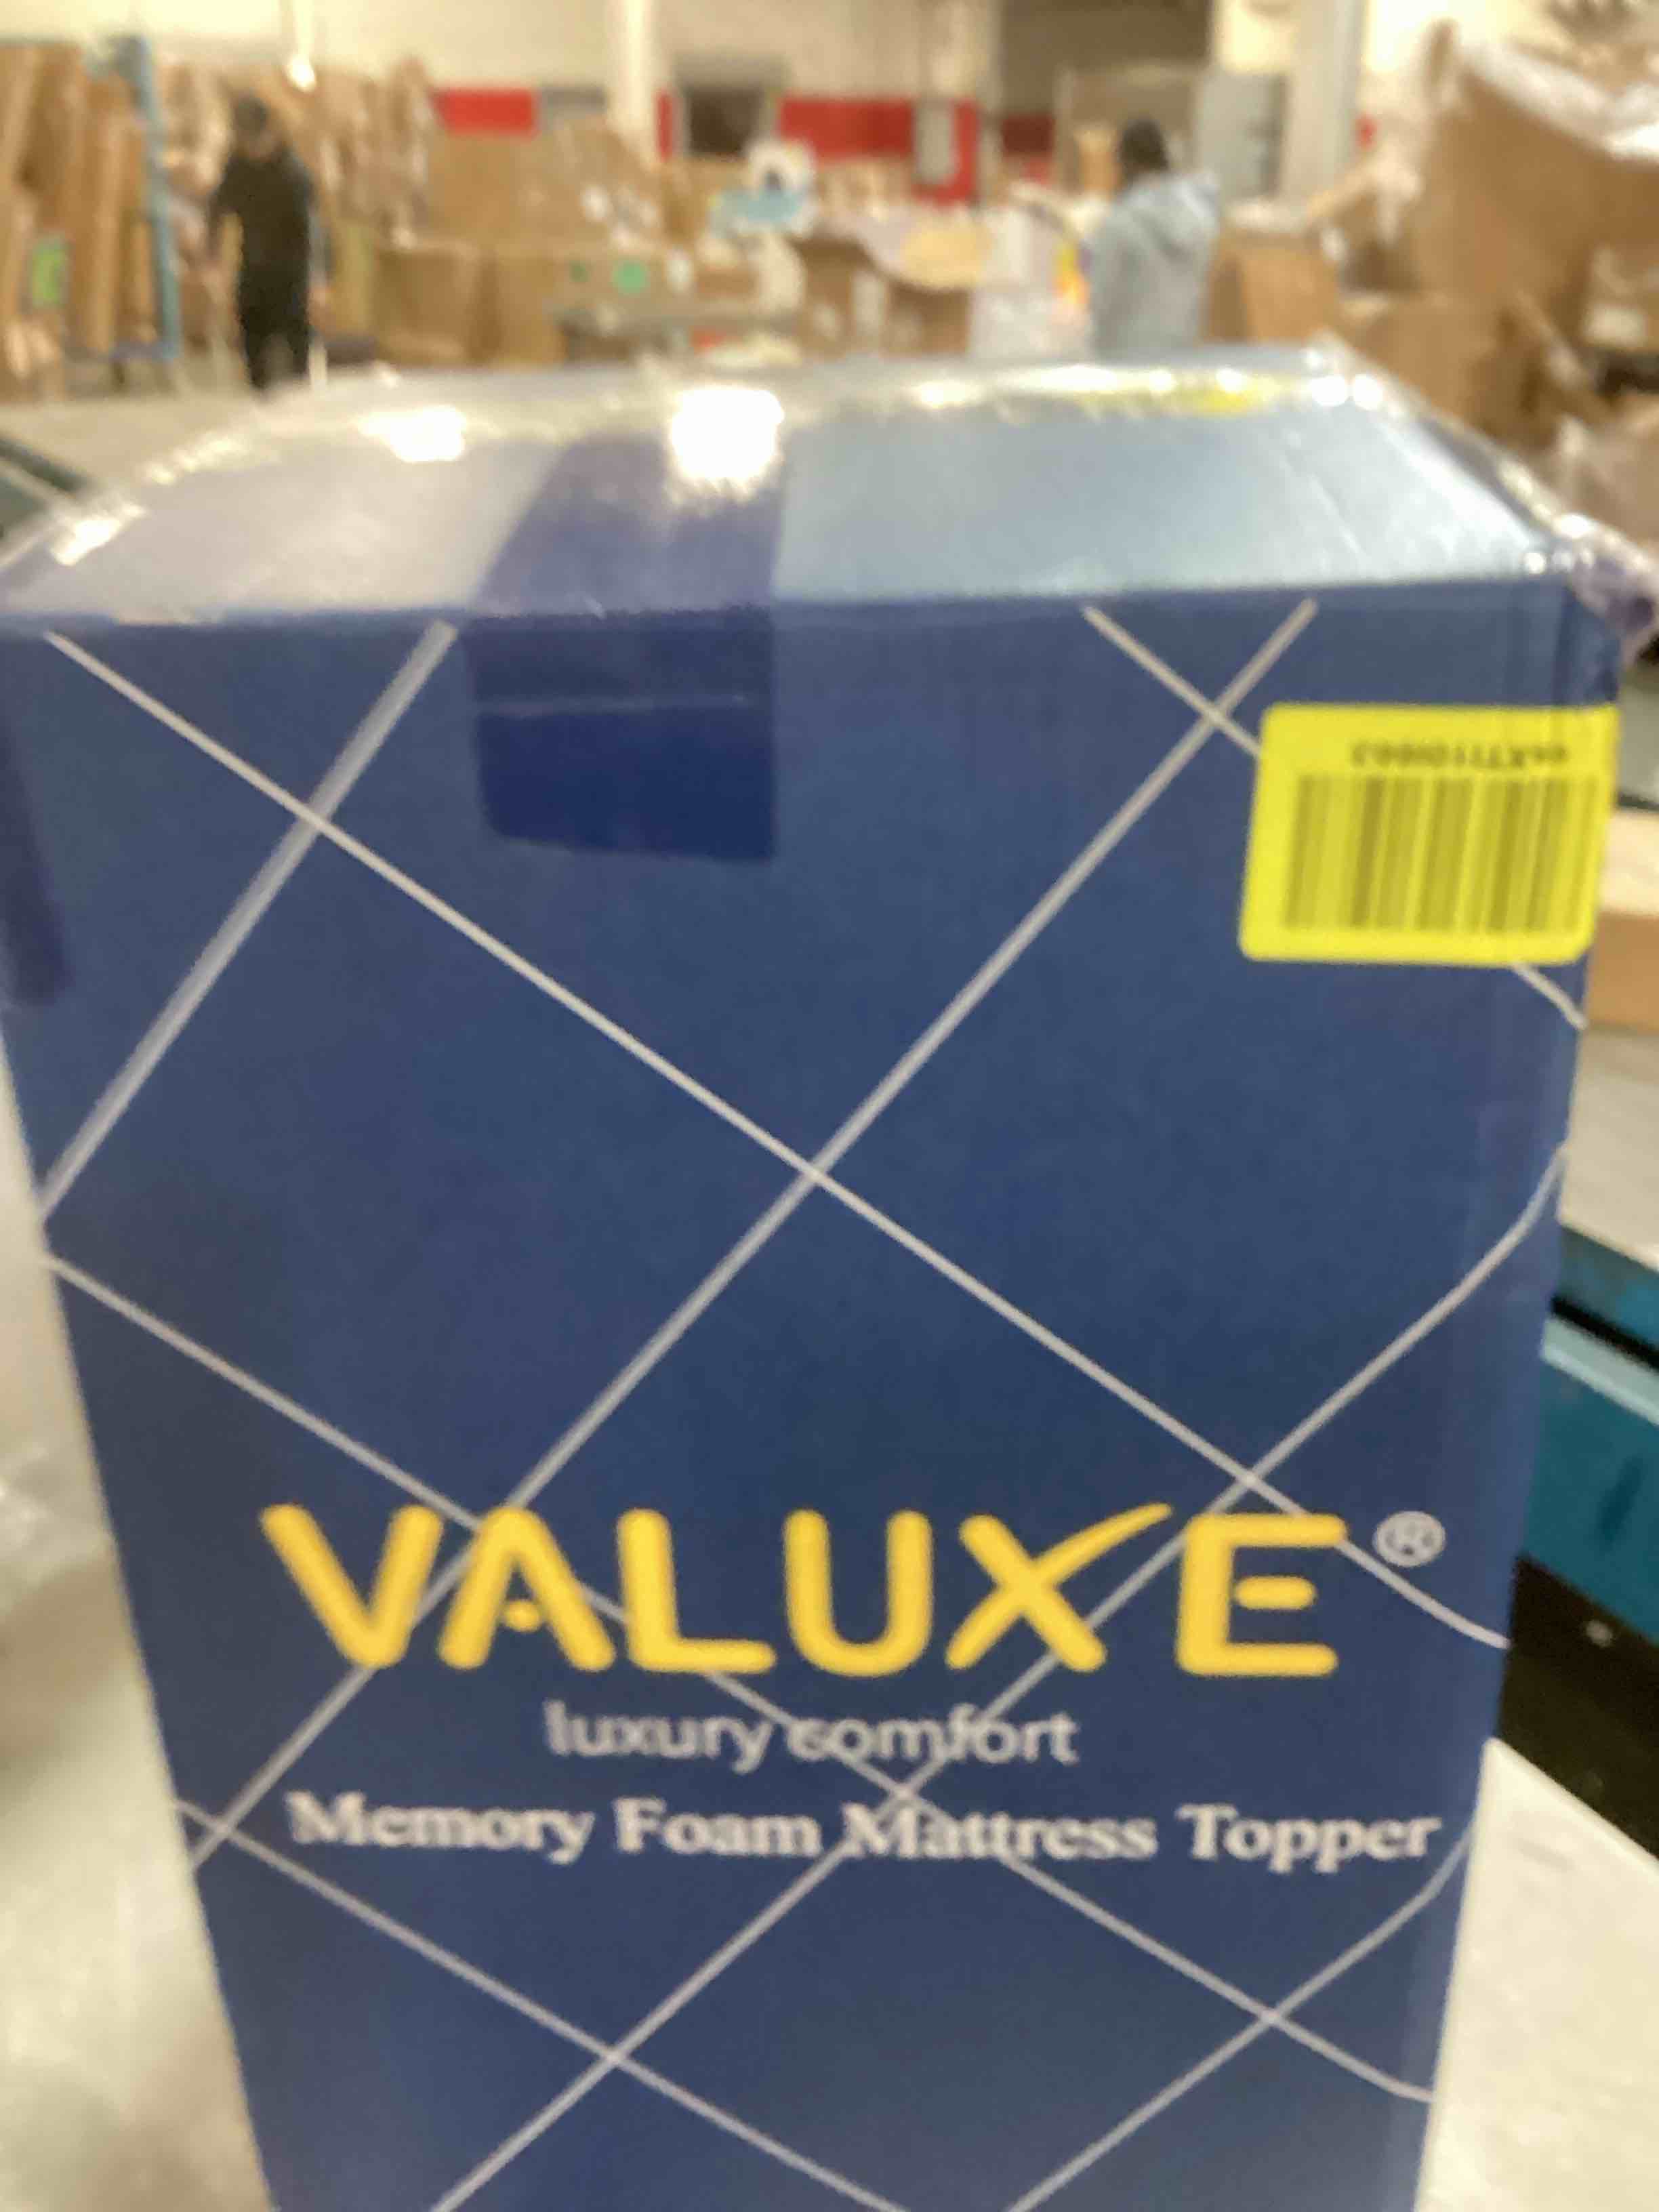 VALUXE®
luxury comfort
Memory Foam Mattress Topper